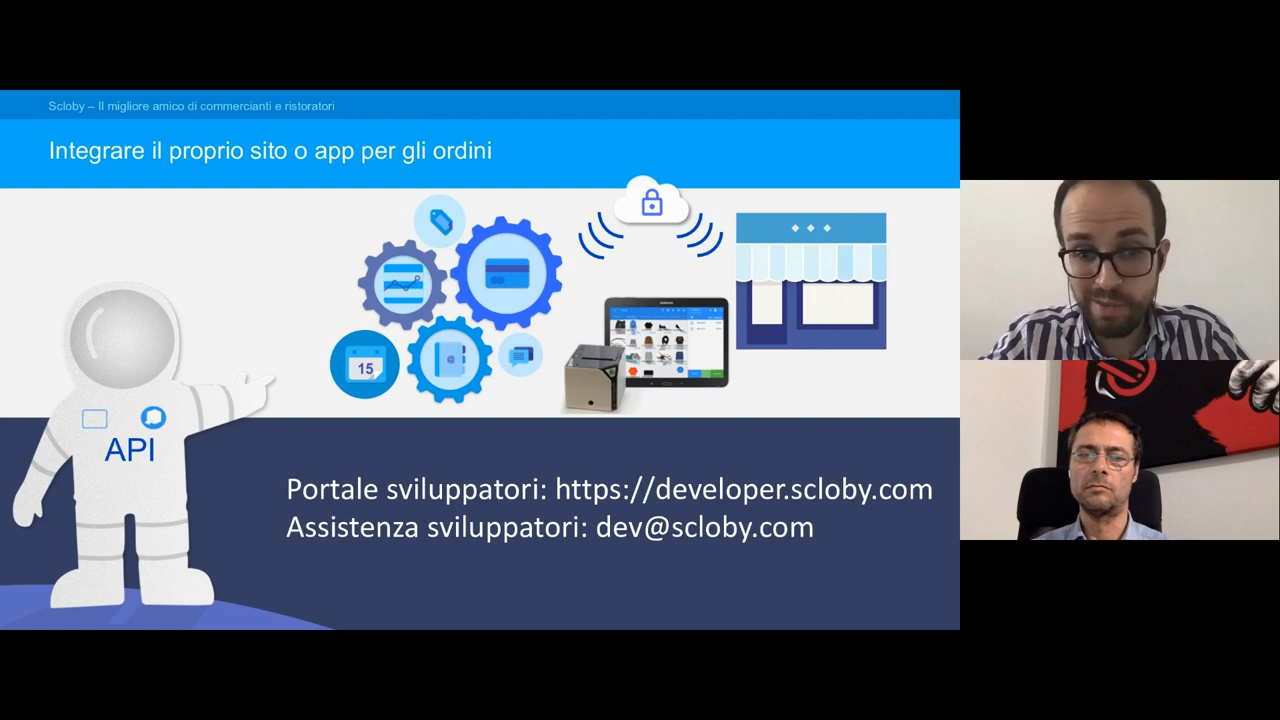 Scloby – Il migliore amico di commercianti e ristoratori
Integrare il proprio sito o app per gli ordini
15
@
API
Portale sviluppatori: https://developer.scloby.com
Assistenza sviluppatori: dev@scloby.com